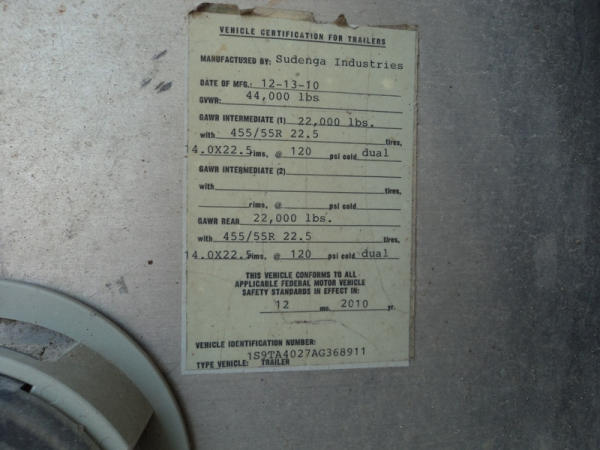 VEHICLE CERTIFICATION FOR TRAILERS
MANUFACTURED BY: Sudenga Industries
DATE OF MFG.: 12-13-10
GVWR: 44,000 lbs
GAWR INTERMEDIATE (1) 22,000 lbs.
with 455/55R 22.5 tires,
14.0X22.5 rims, @ 120 psi cold dual
GAWR INTERMEDIATE (2)
with tires,
rims, @ psi cold
GAWR REAR 22,000 lbs.
with 455/55R 22.5 tires,
14.0X22.5 rims, @ 120 psi cold dual
THIS VEHICLE CONFORMS TO ALL
APPLICABLE FEDERAL MOTOR VEHICLE
SAFETY STANDARDS IN EFFECT IN:
12 mo. 2010 yr.
VEHICLE IDENTIFICATION NUMBER:
1S9TA4027AG368911
TYPE VEHICLE: TRAILER